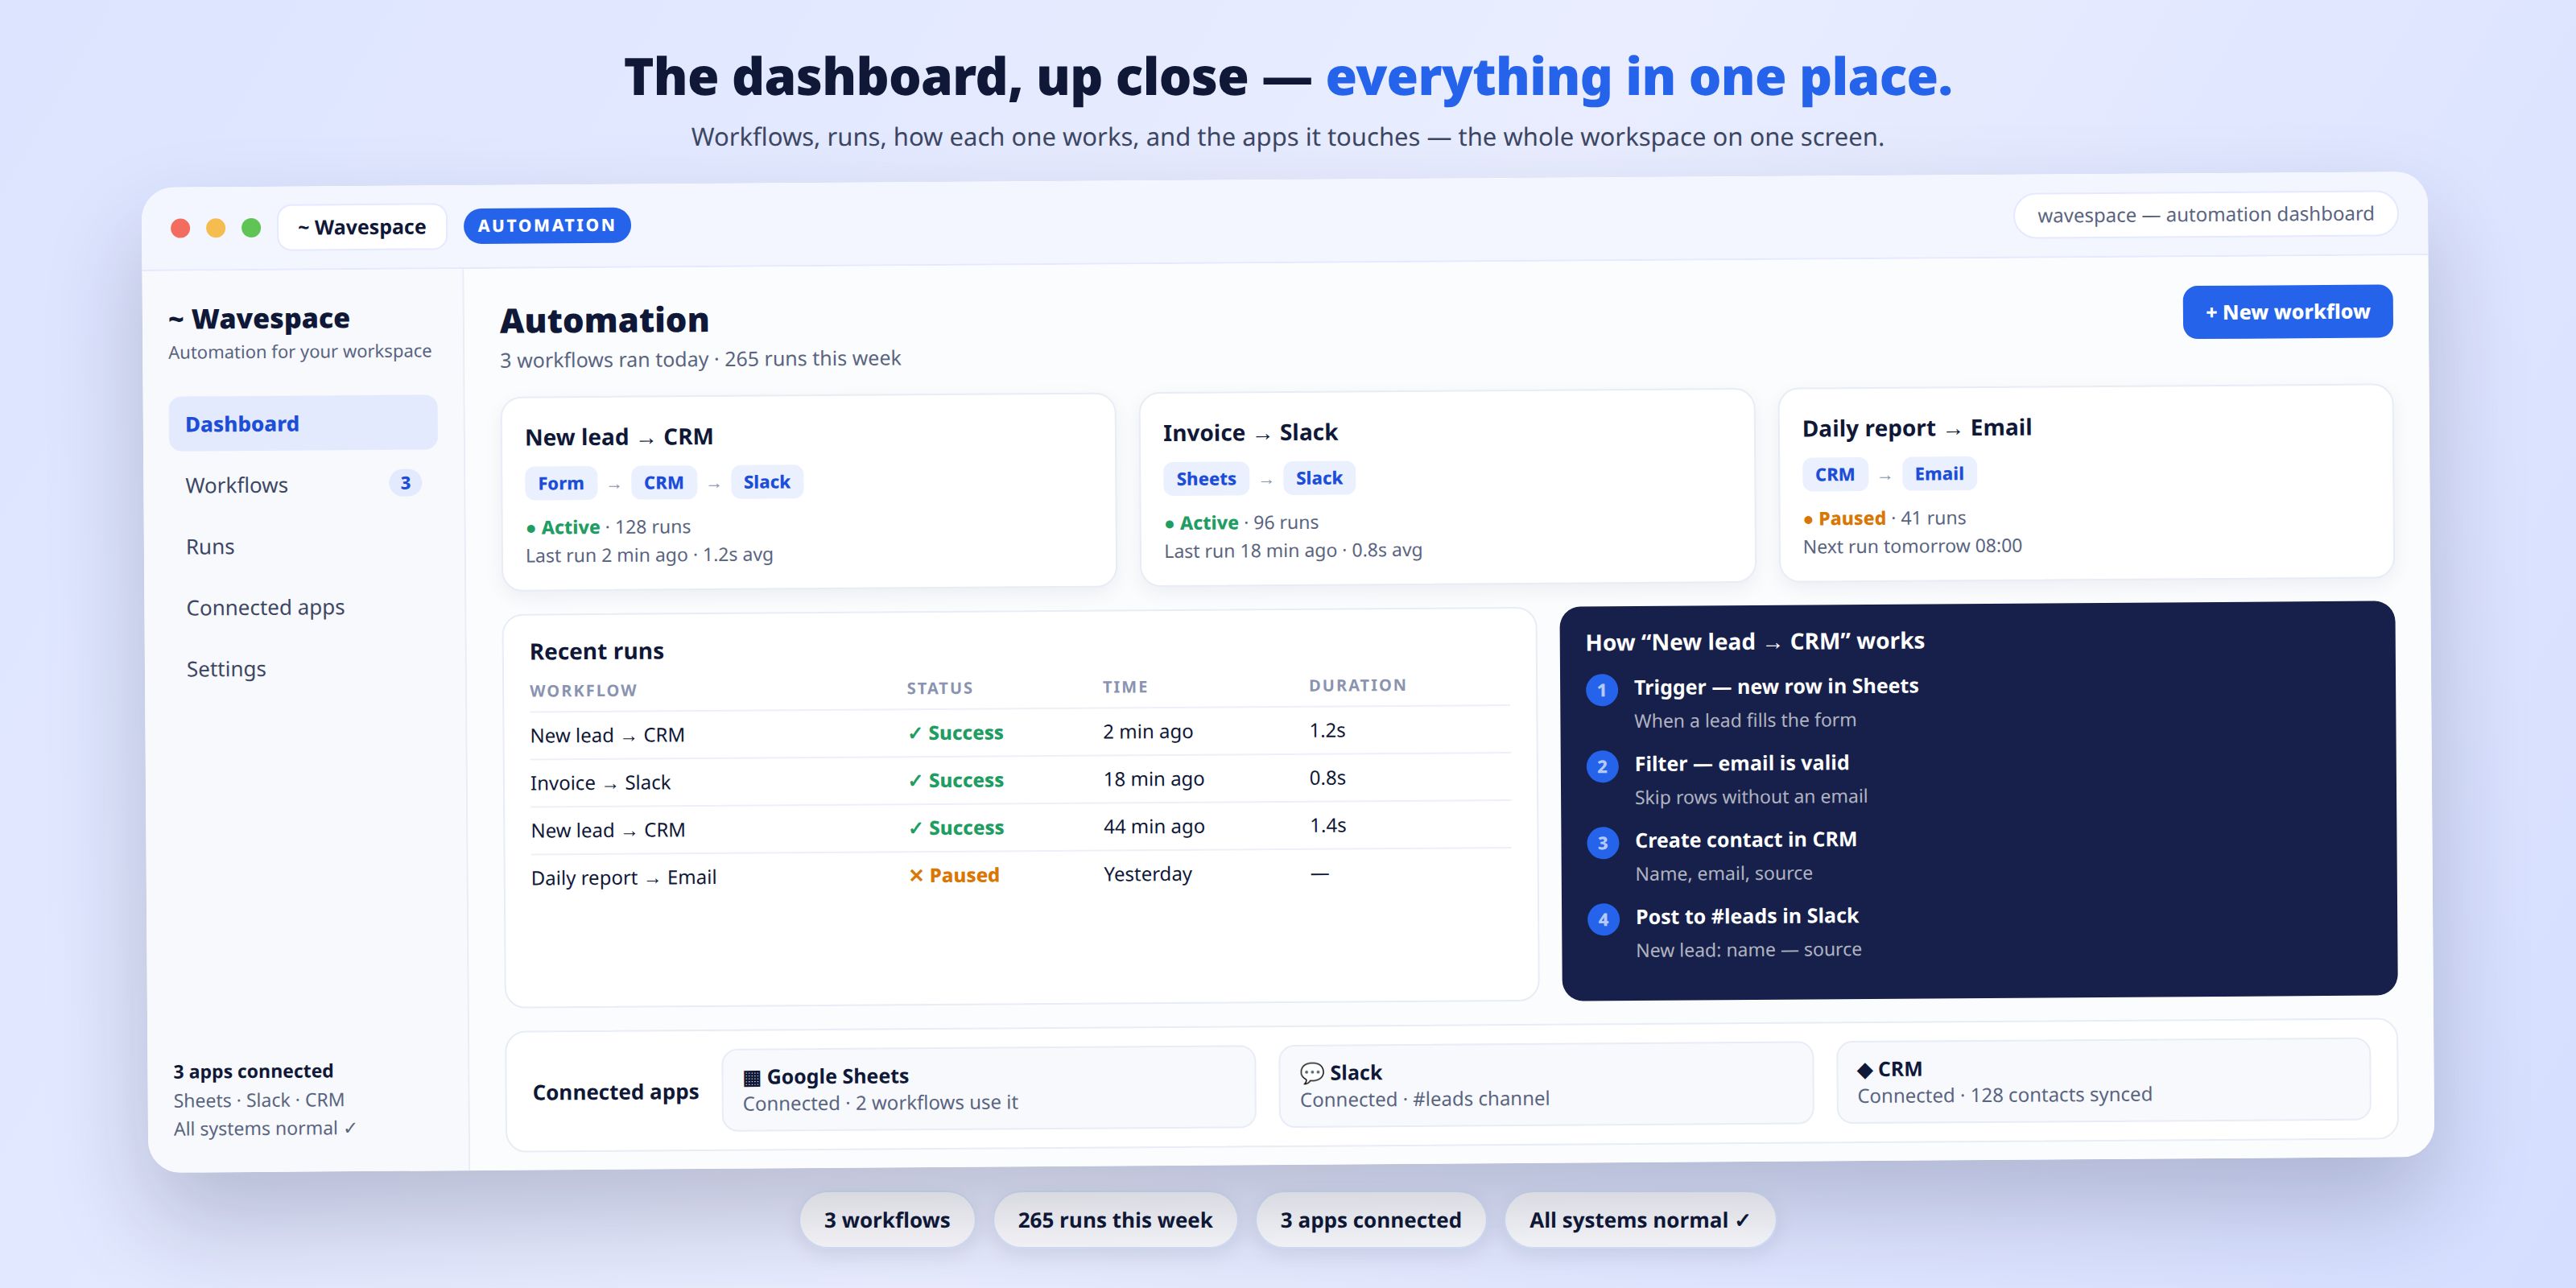 The dashboard, up close — everything in one place.
Workflows, runs, how each one works, and the apps it touches — the whole workspace on one screen.
~ Wavespace
AUTOMATION
wavespace — automation dashboard
~ Wavespace
Automation for your workspace
Dashboard
Workflows 3
Runs
Connected apps
Settings
3 apps connected
Sheets · Slack · CRM
All systems normal ✓
Automation
3 workflows ran today · 265 runs this week
+ New workflow
New lead → CRM
Form → CRM → Slack
● Active · 128 runs
Last run 2 min ago · 1.2s avg
Invoice → Slack
Sheets → Slack
● Active · 96 runs
Last run 18 min ago · 0.8s avg
Daily report → Email
CRM → Email
● Paused · 41 runs
Next run tomorrow 08:00
Recent runs
WORKFLOW STATUS TIME DURATION
New lead → CRM ✓ Success 2 min ago 1.2s
Invoice → Slack ✓ Success 18 min ago 0.8s
New lead → CRM ✓ Success 44 min ago 1.4s
Daily report → Email ✕ Paused Yesterday —
How “New lead → CRM” works
1 Trigger — new row in Sheets
When a lead fills the form
2 Filter — email is valid
Skip rows without an email
3 Create contact in CRM
Name, email, source
4 Post to #leads in Slack
New lead: name — source
Connected apps
▦ Google Sheets
Connected · 2 workflows use it
💬 Slack
Connected · #leads channel
◆ CRM
Connected · 128 contacts synced
3 workflows
265 runs this week
3 apps connected
All systems normal ✓